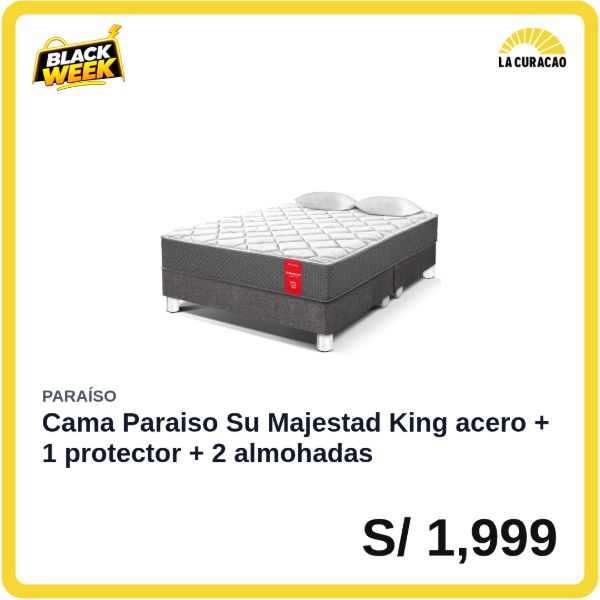 BLACK
WEEK
LA CURACAO
PARAÍSO
Cama Paraiso Su Majestad King acero +
1 protector + 2 almohadas
S/ 1,999